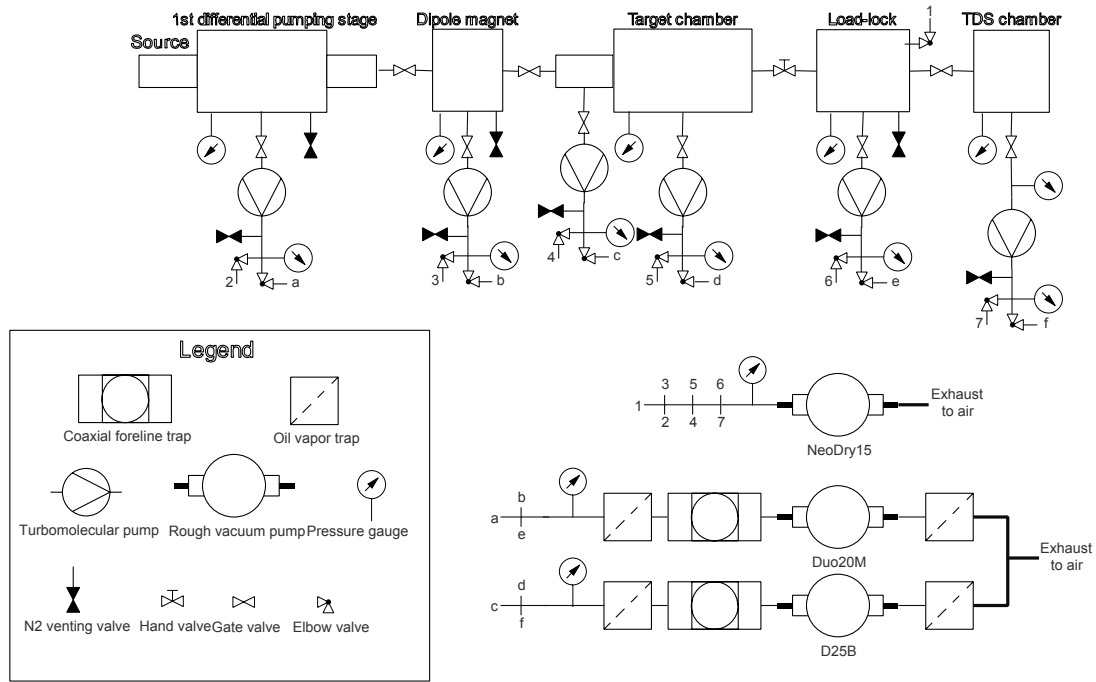 1st differential pumping stage
Dipole magnet
Target chamber
Load-lock
1
TDS chamber
Source
2
a
3
b
4
c
5
d
6
e
7
f
Legend
Coaxial foreline trap
Oil vapor trap
Turbomolecular pump
Rough vacuum pump
Pressure gauge
N2 venting valve
Hand valve
Gate valve
Elbow valve
3 5 6
1
2 4 7
NeoDry15
Exhaust
to air
b
a
e
Duo20M
Exhaust
to air
d
c
f
D25B